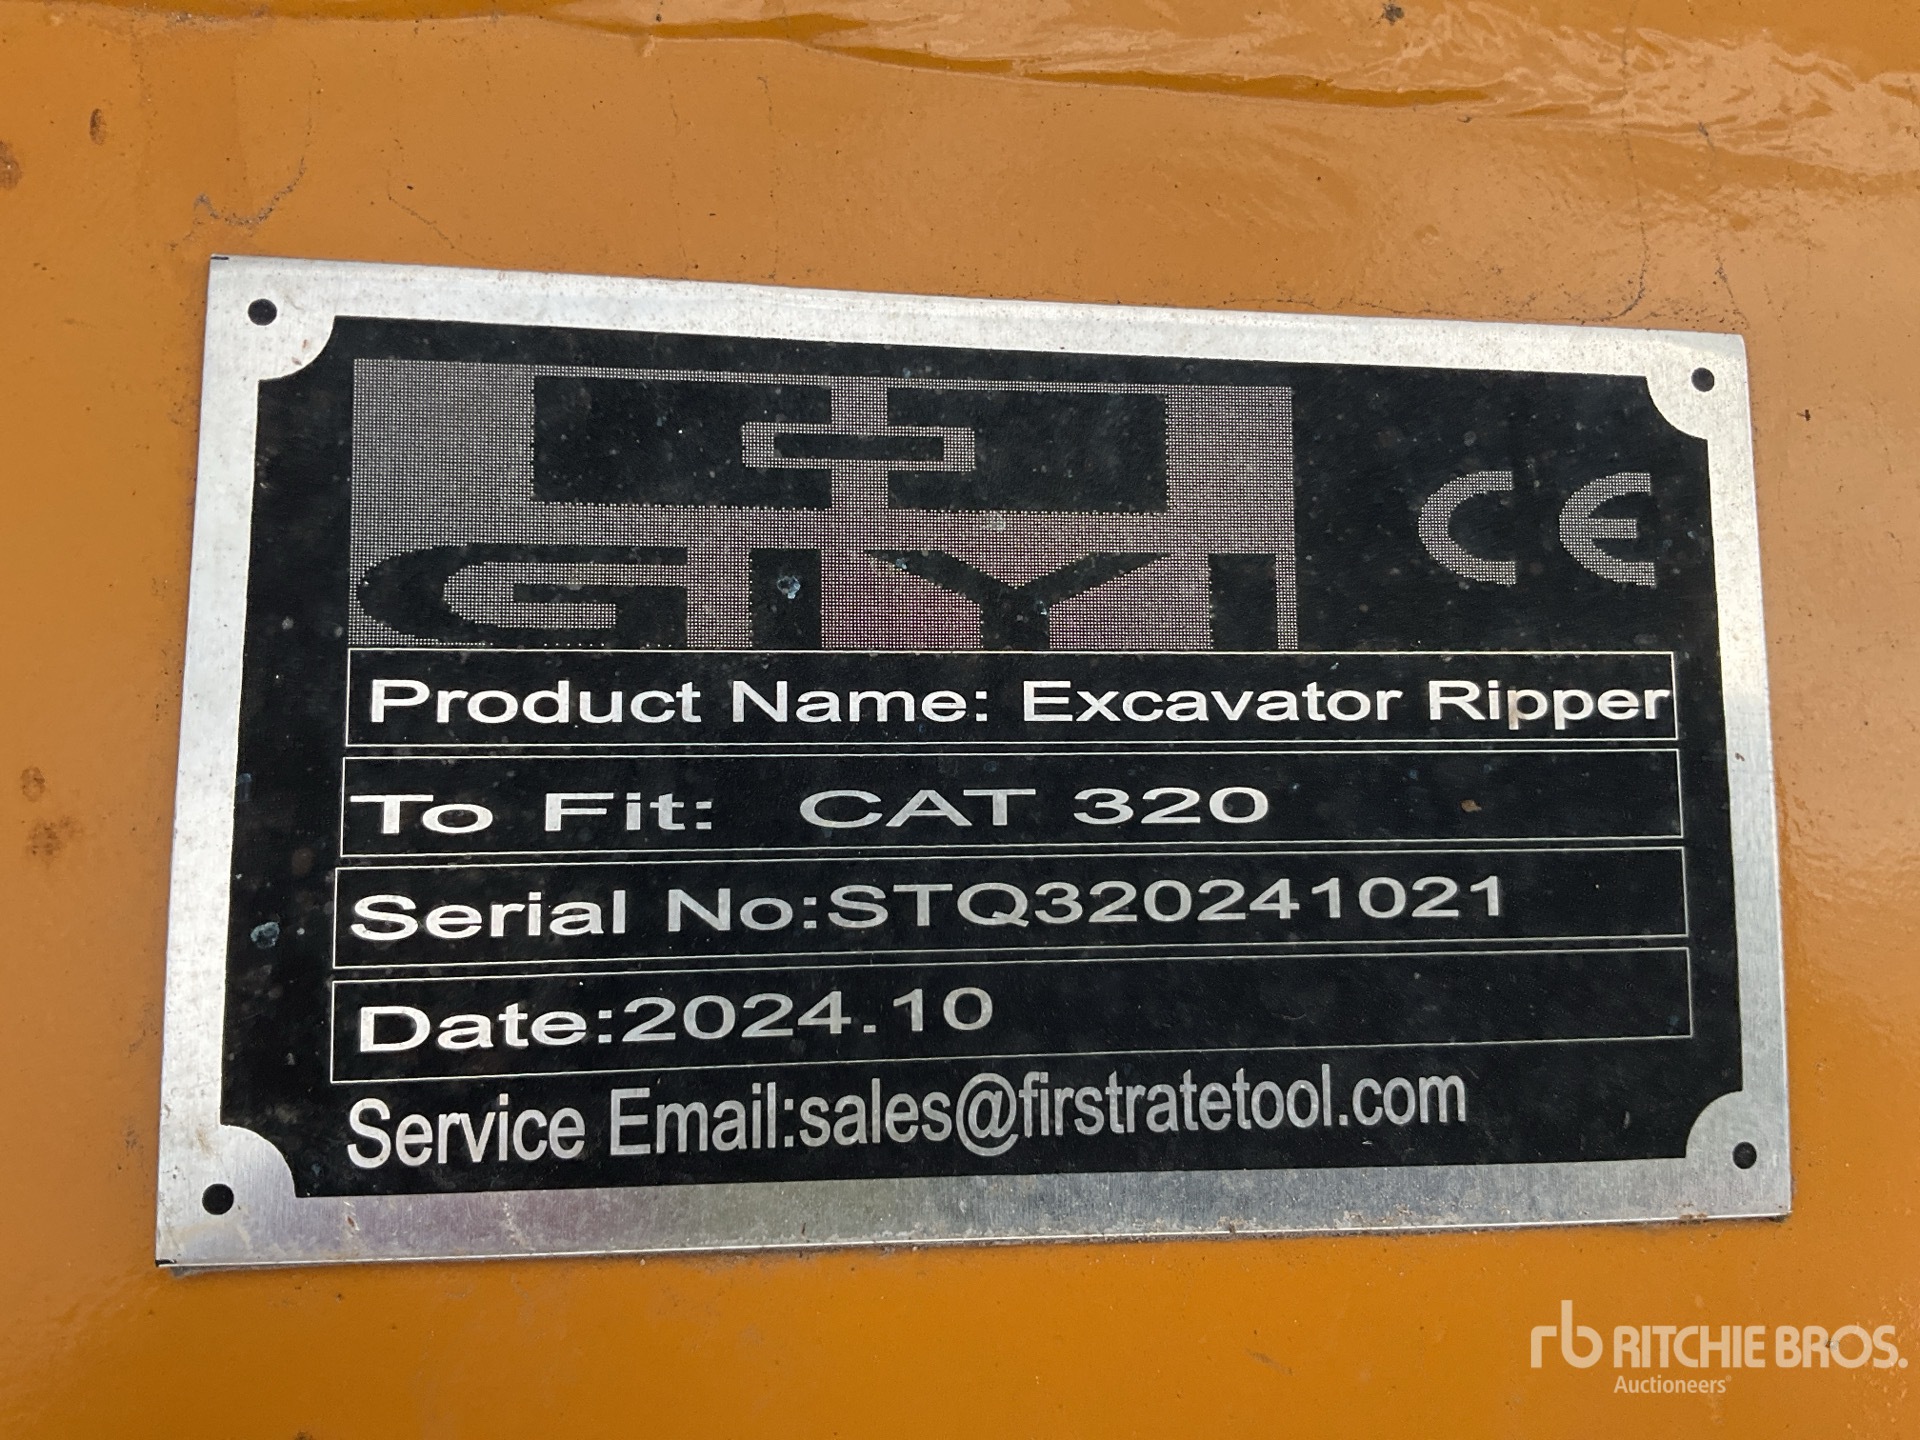 GIYI
CE
Product Name: Excavator Ripper
To Fit: CAT 320
Serial No:STQ320241021
Date:2024.10
Service Email:sales@firstratetool.com
rb RITCHIE BROS.
Auctioneers